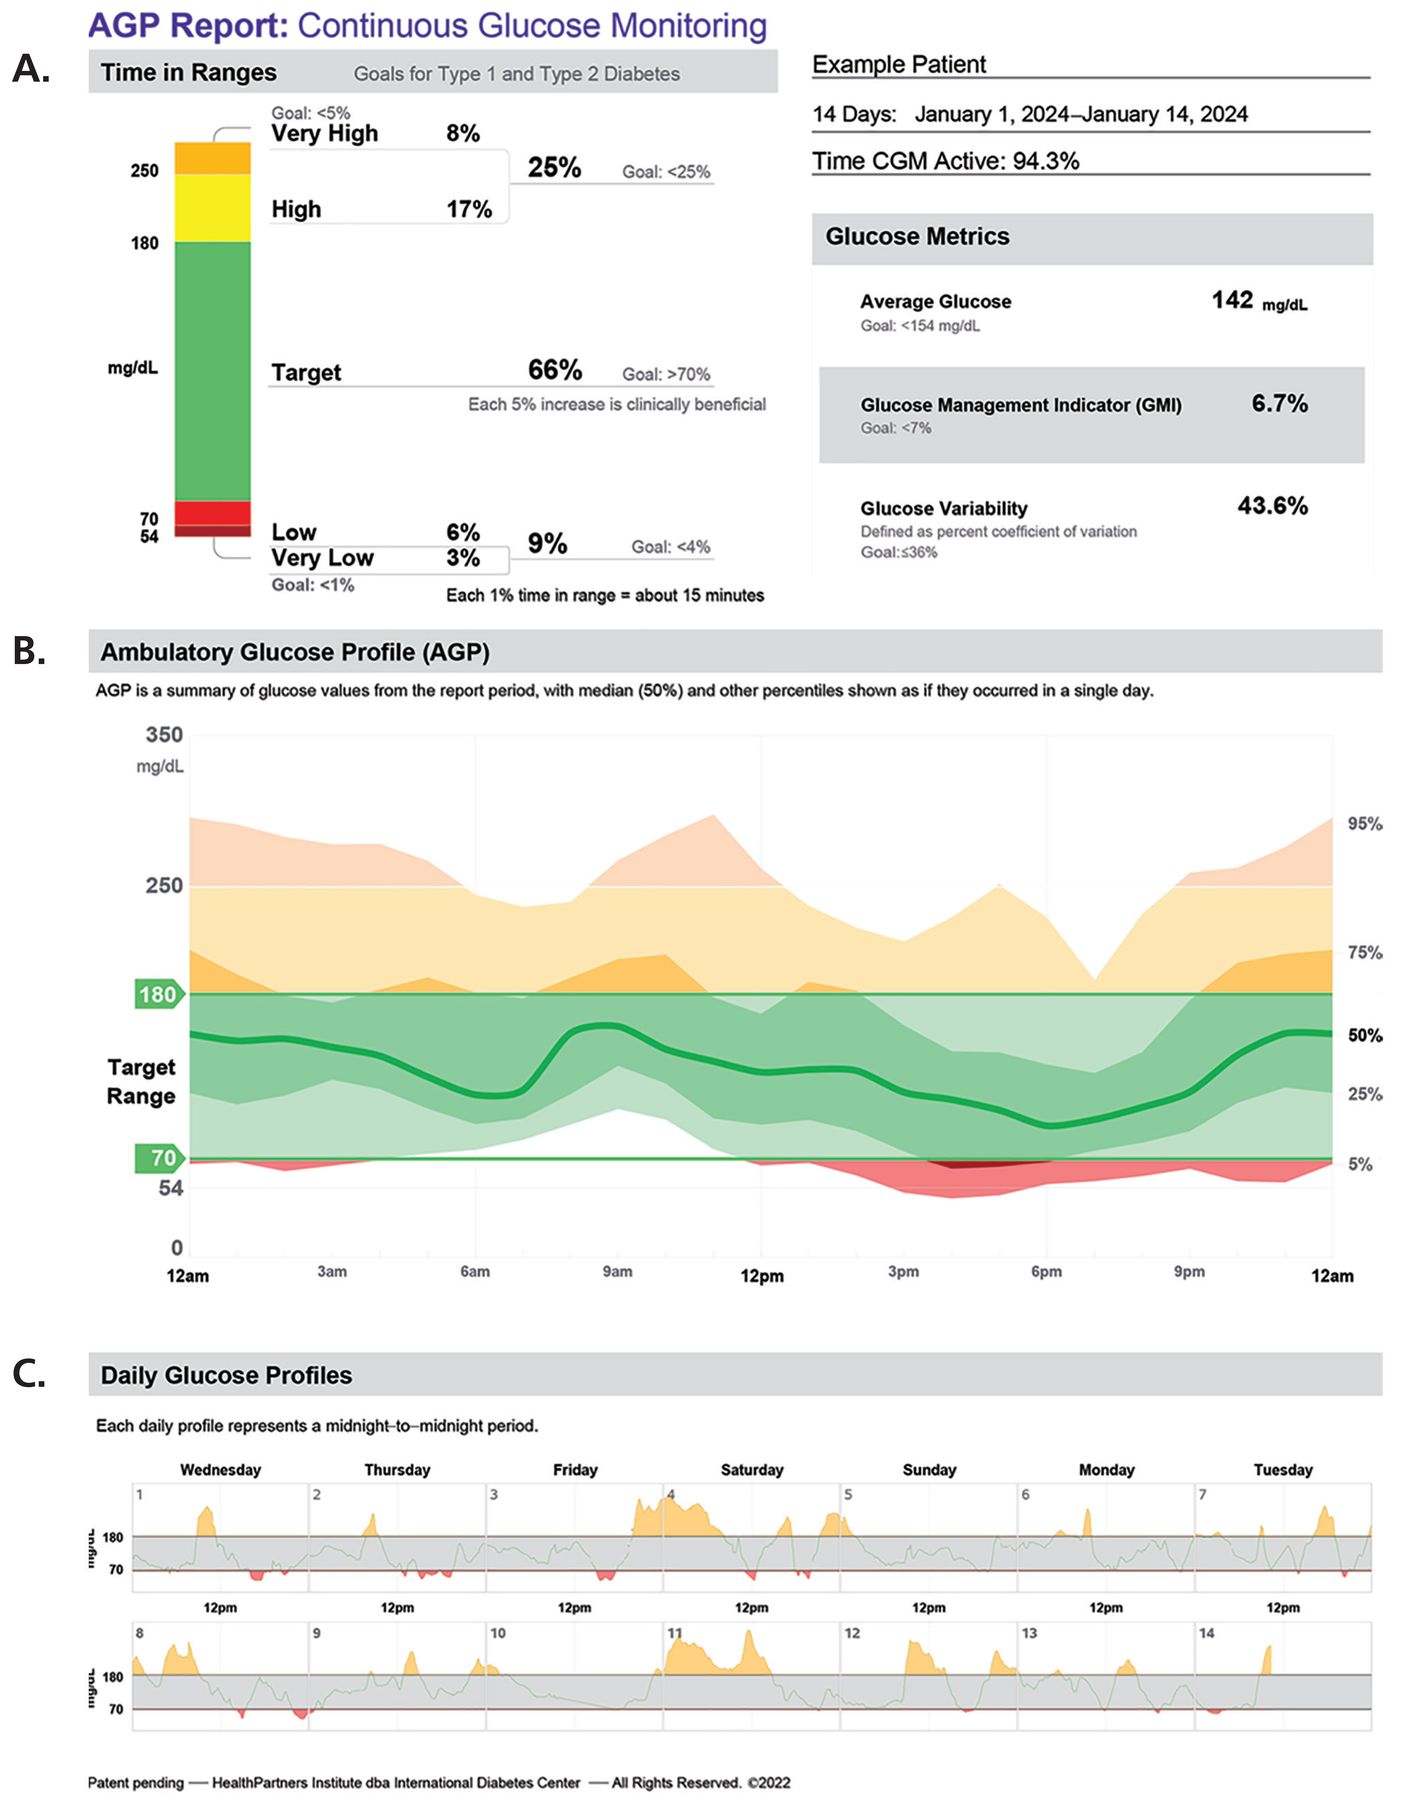 AGP Report: Continuous Glucose Monitoring
A.
Time in Ranges Goals for Type 1 and Type 2 Diabetes
Goal: <5%
Very High 8%
250
25% Goal: <25%
High 17%
180
mg/dL
Target 66% Goal: >70%
Each 5% increase is clinically beneficial
70
54
Low 6%
9% Goal: <4%
Very Low 3%
Goal: <1%
Each 1% time in range = about 15 minutes
Example Patient
14 Days: January 1, 2024–January 14, 2024
Time CGM Active: 94.3%
Glucose Metrics
Average Glucose 142 mg/dL
Goal: <154 mg/dL
Glucose Management Indicator (GMI) 6.7%
Goal: <7%
Glucose Variability 43.6%
Defined as percent coefficient of variation
Goal:≤36%
B.
Ambulatory Glucose Profile (AGP)
AGP is a summary of glucose values from the report period, with median (50%) and other percentiles shown as if they occurred in a single day.
350
mg/dL
95%
250
75%
180
50%
Target
Range
25%
70
5%
54
0
12am 3am 6am 9am 12pm 3pm 6pm 9pm 12am
C.
Daily Glucose Profiles
Each daily profile represents a midnight–to–midnight period.
Wednesday Thursday Friday Saturday Sunday Monday Tuesday
1 2 3 4 5 6 7
180
mg/dL
70
12pm 12pm 12pm 12pm 12pm 12pm 12pm
8 9 10 11 12 13 14
180
mg/dL
70
Patent pending — HealthPartners Institute dba International Diabetes Center — All Rights Reserved. ©2022